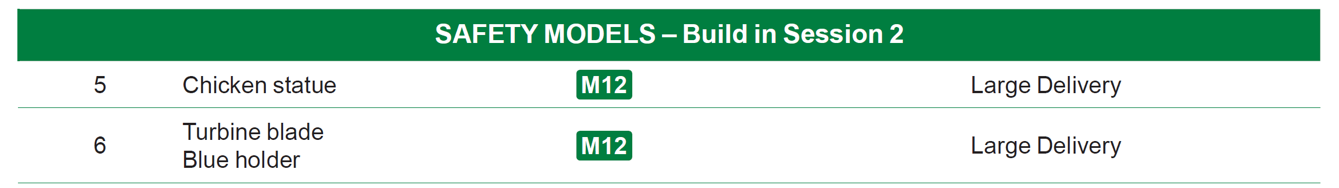 SAFETY MODELS – Build in Session 2
5 Chicken statue M12 Large Delivery
6 Turbine blade
Blue holder M12 Large Delivery